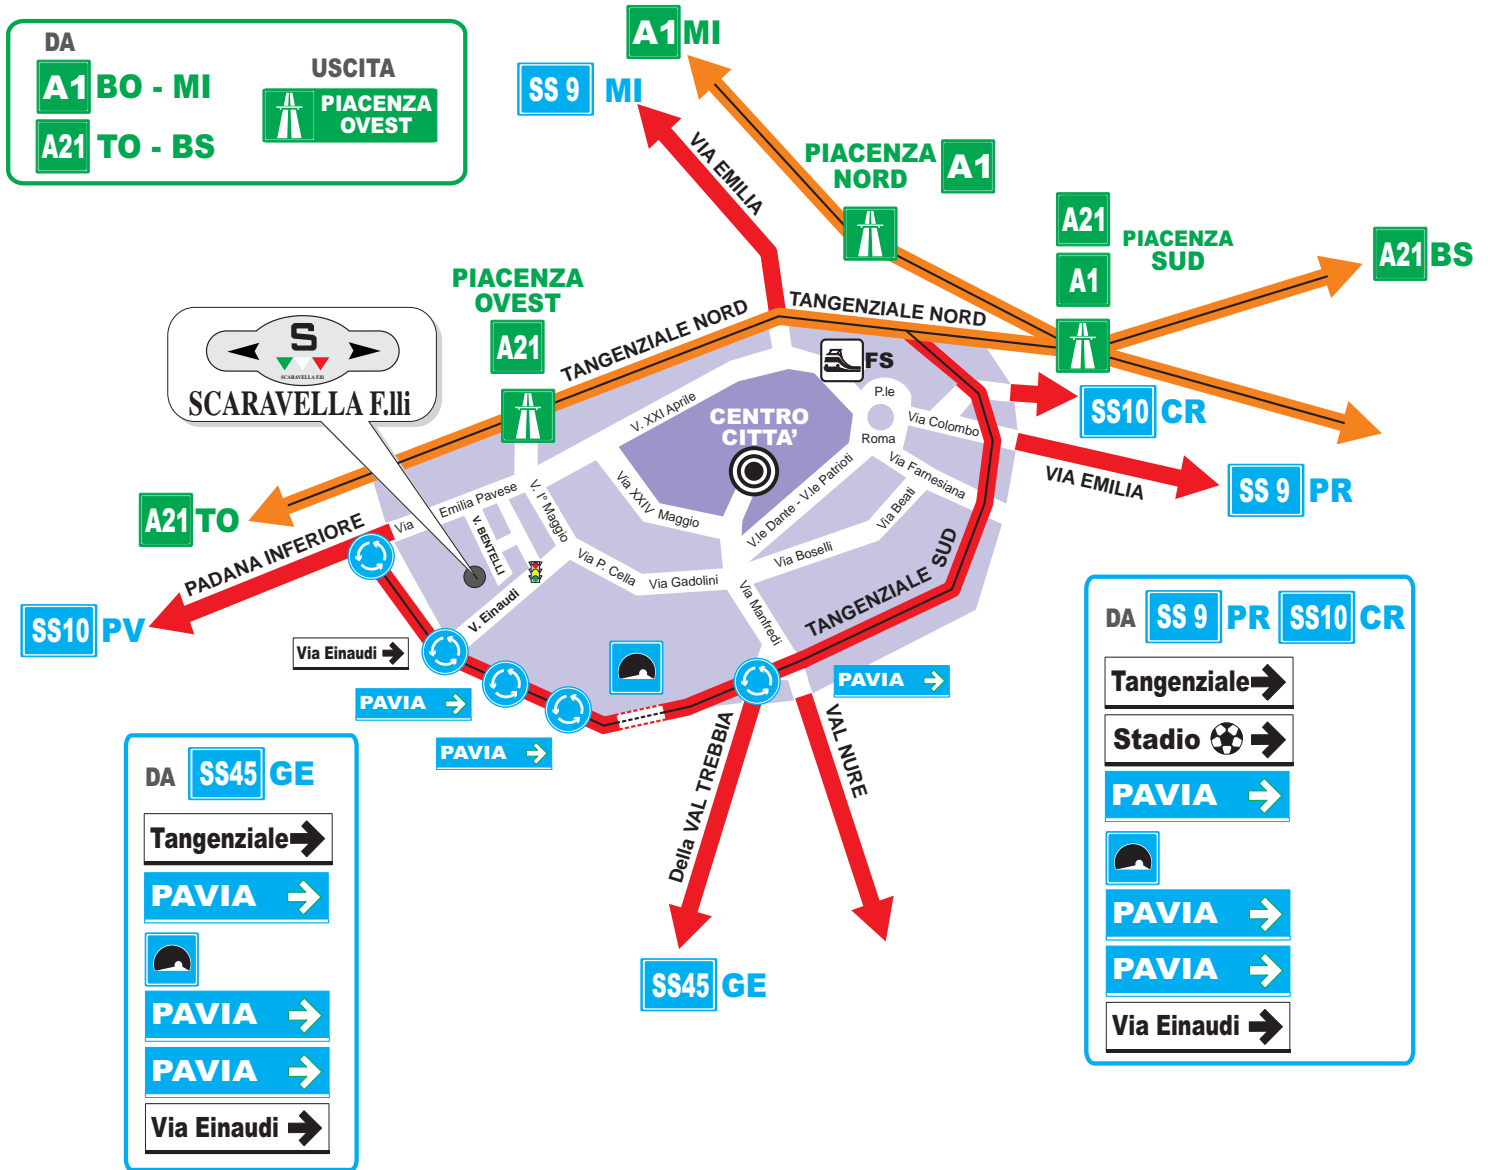 DA
A1 BO - MI
A21 TO - BS
USCITA
PIACENZA
OVEST
A1 MI
SS 9 MI
VIA EMILIA
PIACENZA
NORD
A1
A21
A1
PIACENZA
SUD
A21 BS
PIACENZA
OVEST
A21
TANGENZIALE NORD
TANGENZIALE NORD
S
SCARAVELLA F.lli
SCARAVELLA F.lli
FS
P.le
Roma
Via Colombo
SS10 CR
VIA EMILIA
SS 9 PR
CENTRO
CITTA'
V. XXI Aprile
Via XXIV Maggio
V.le Dante - V.le Patrioti
Via Farnesiana
Via Beati
Via Boselli
Via Emilia Pavese
V. I° Maggio
V. BENTELLI
Via P. Cella
Via Gadolini
Via Manfredi
V. Einaudi
TANGENZIALE SUD
A21 TO
PADANA INFERIORE
SS10 PV
Via Einaudi
PAVIA
PAVIA
PAVIA
Della VAL TREBBIA
VAL NURE
SS45 GE
DA SS45 GE
Tangenziale
PAVIA
PAVIA
PAVIA
Via Einaudi
DA SS 9 PR SS10 CR
Tangenziale
Stadio
PAVIA
PAVIA
PAVIA
Via Einaudi